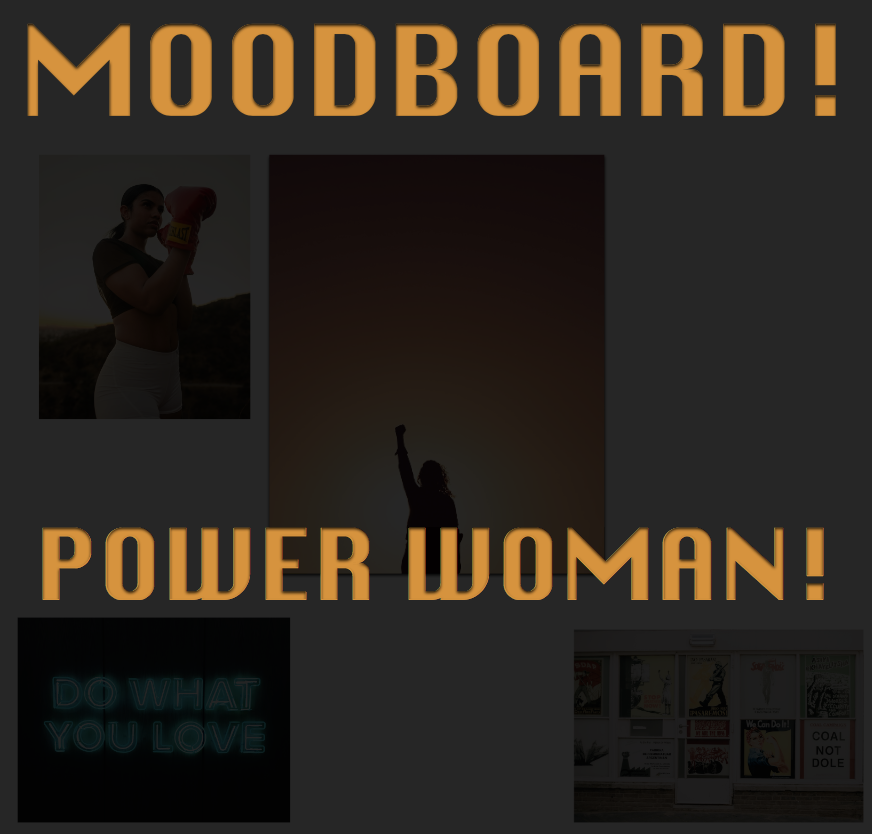 MOODBOARD!
POWER WOMAN!
DO WHAT
YOU LOVE
We Can Do It!
COAL
NOT
DOLE